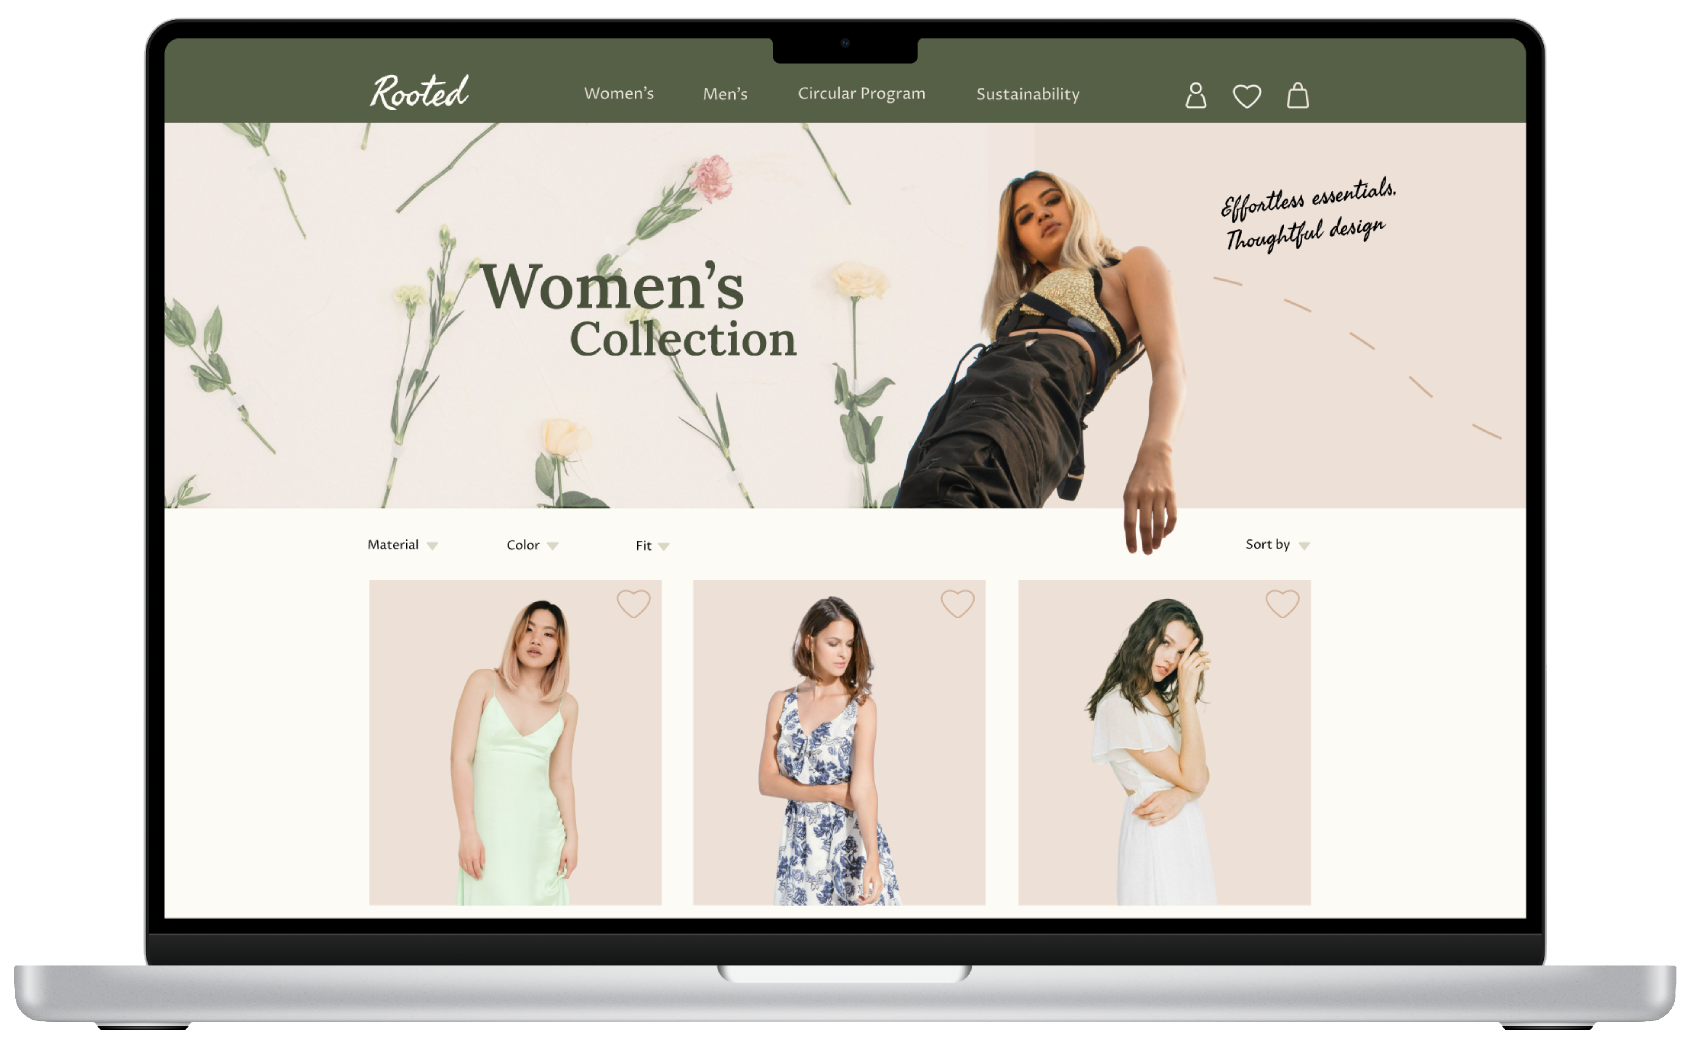 Rooted
Women's
Men's
Circular Program
Sustainability
Effortless essentials.
Thoughtful design
Women's
Collection
Material
Color
Fit
Sort by